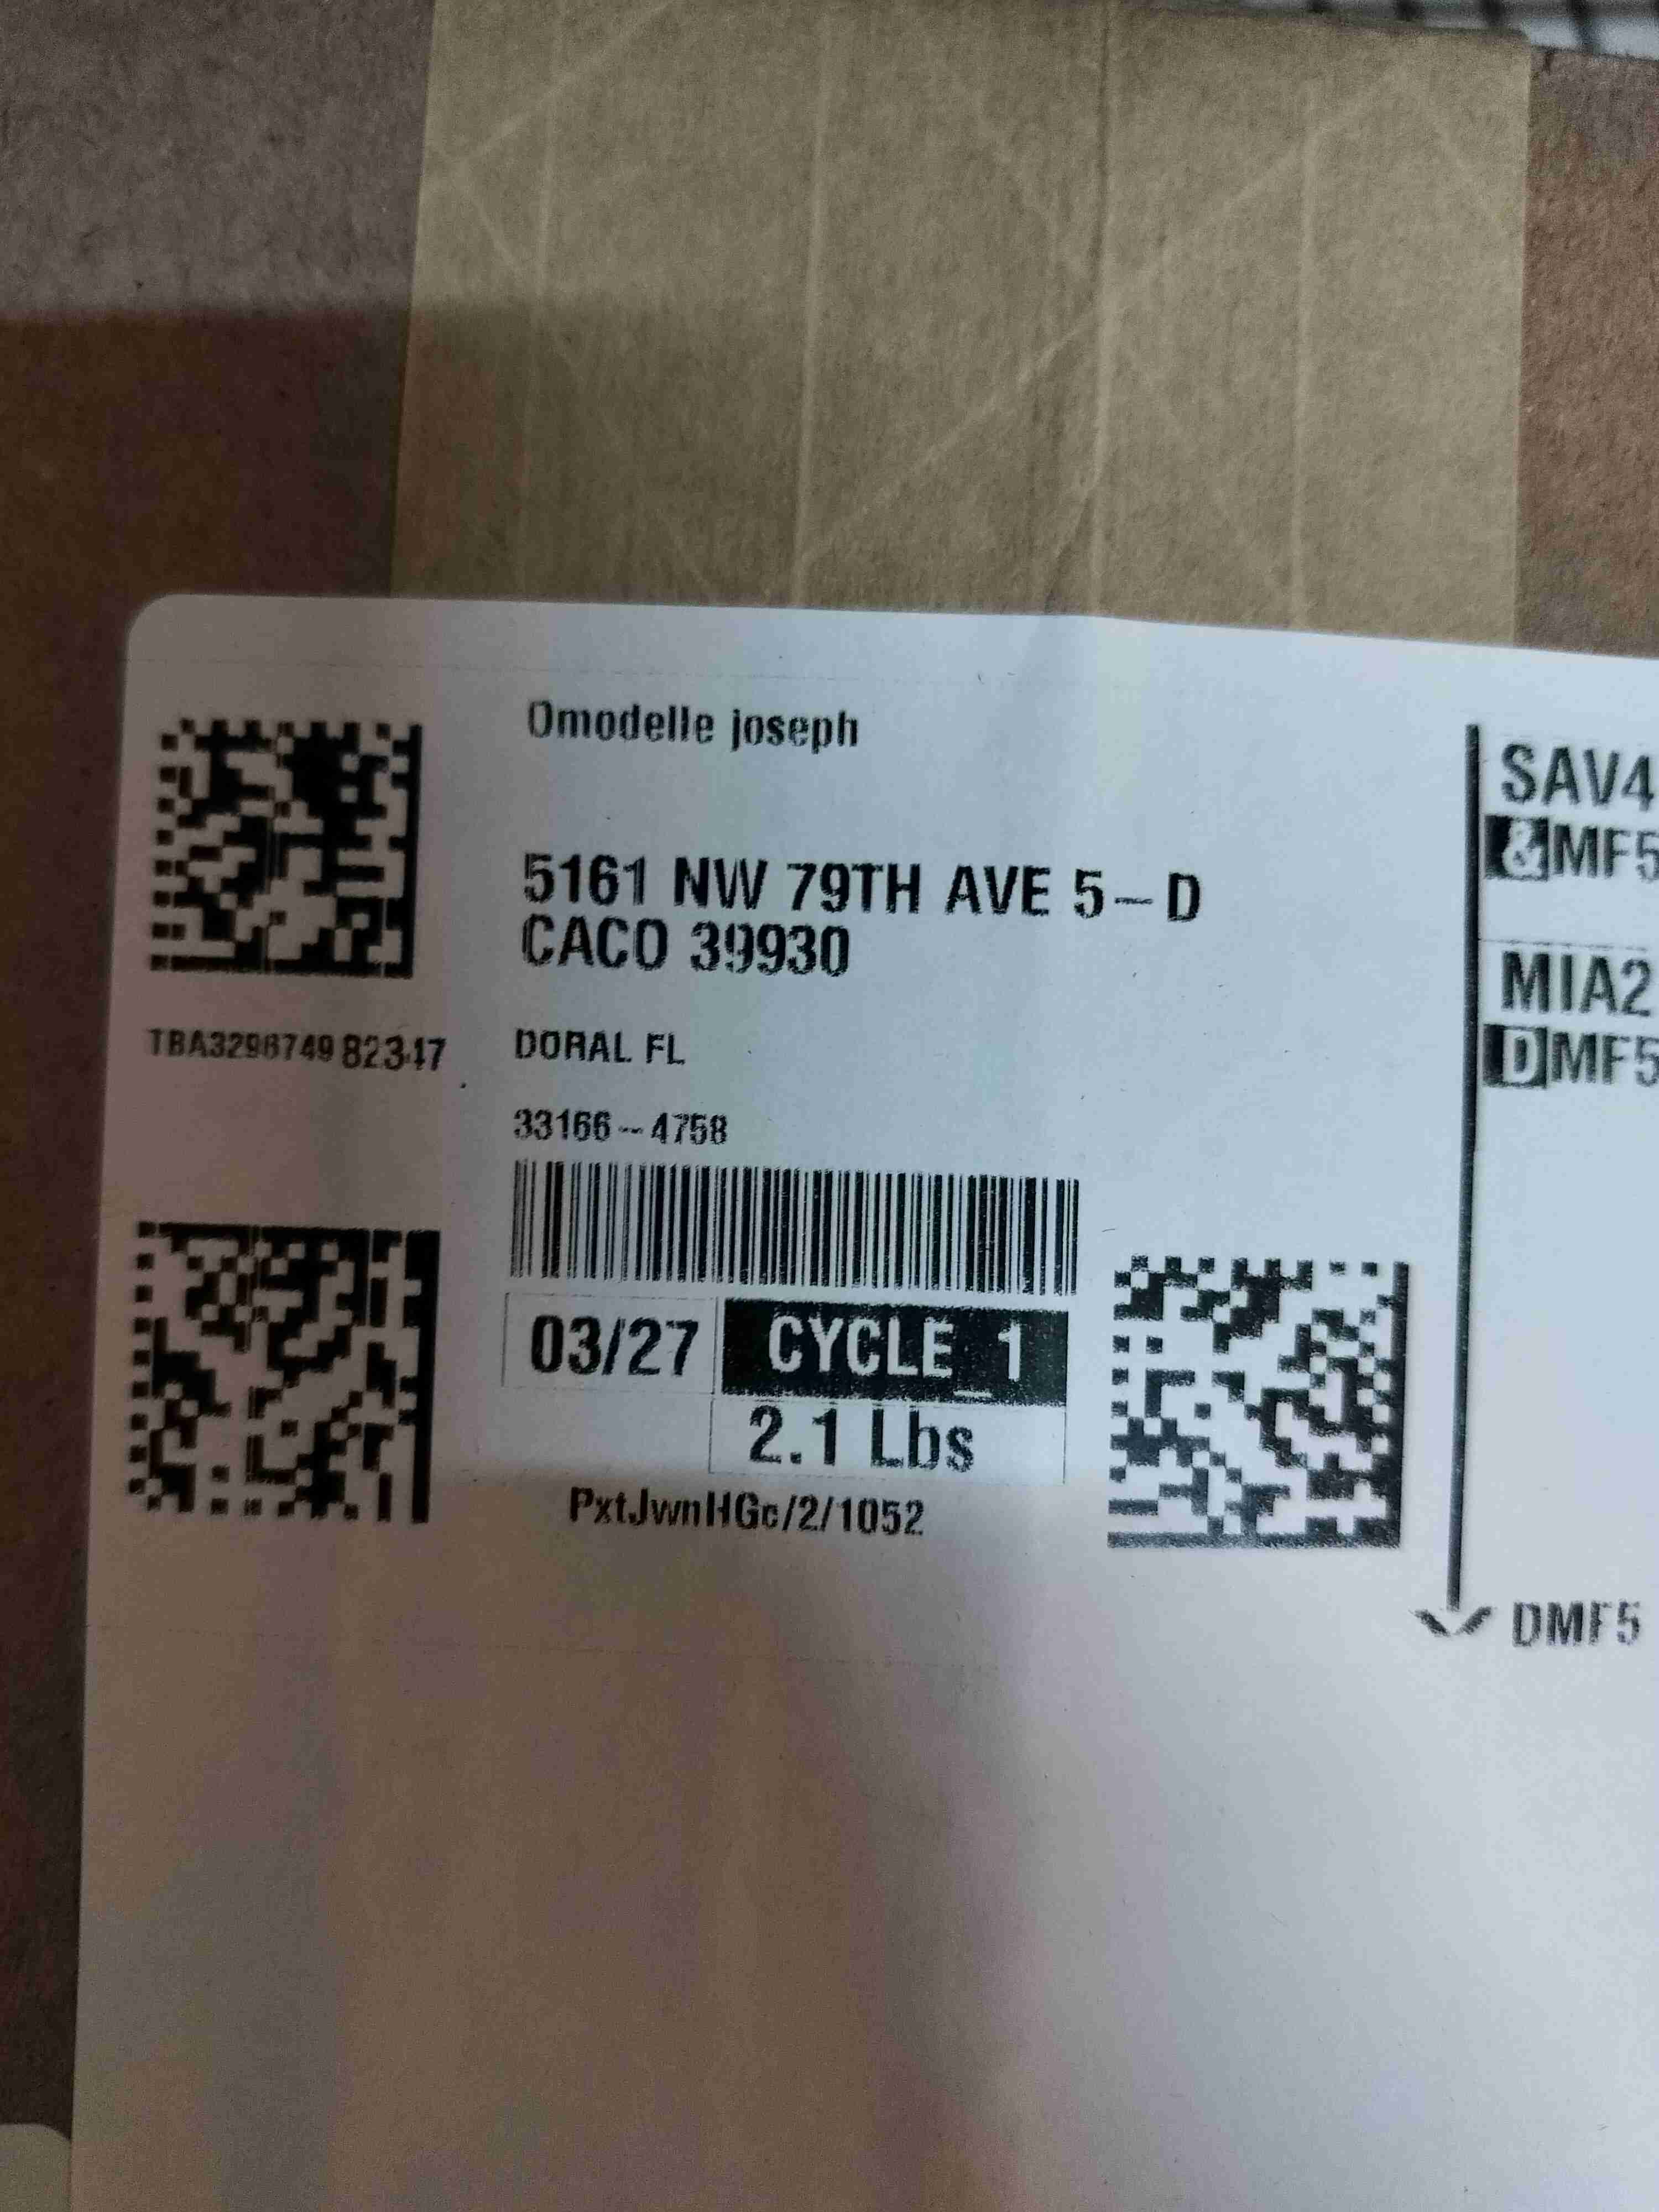 Omodelle joseph
5161 NW 79TH AVE 5-D
CACO 39930
DORAL FL
33166-4758
03/27
CYCLE_1
2.1 Lbs
PxtJwnHGc/2/1052
SAV4
&MF5
MIA2
DMF5
DMF5